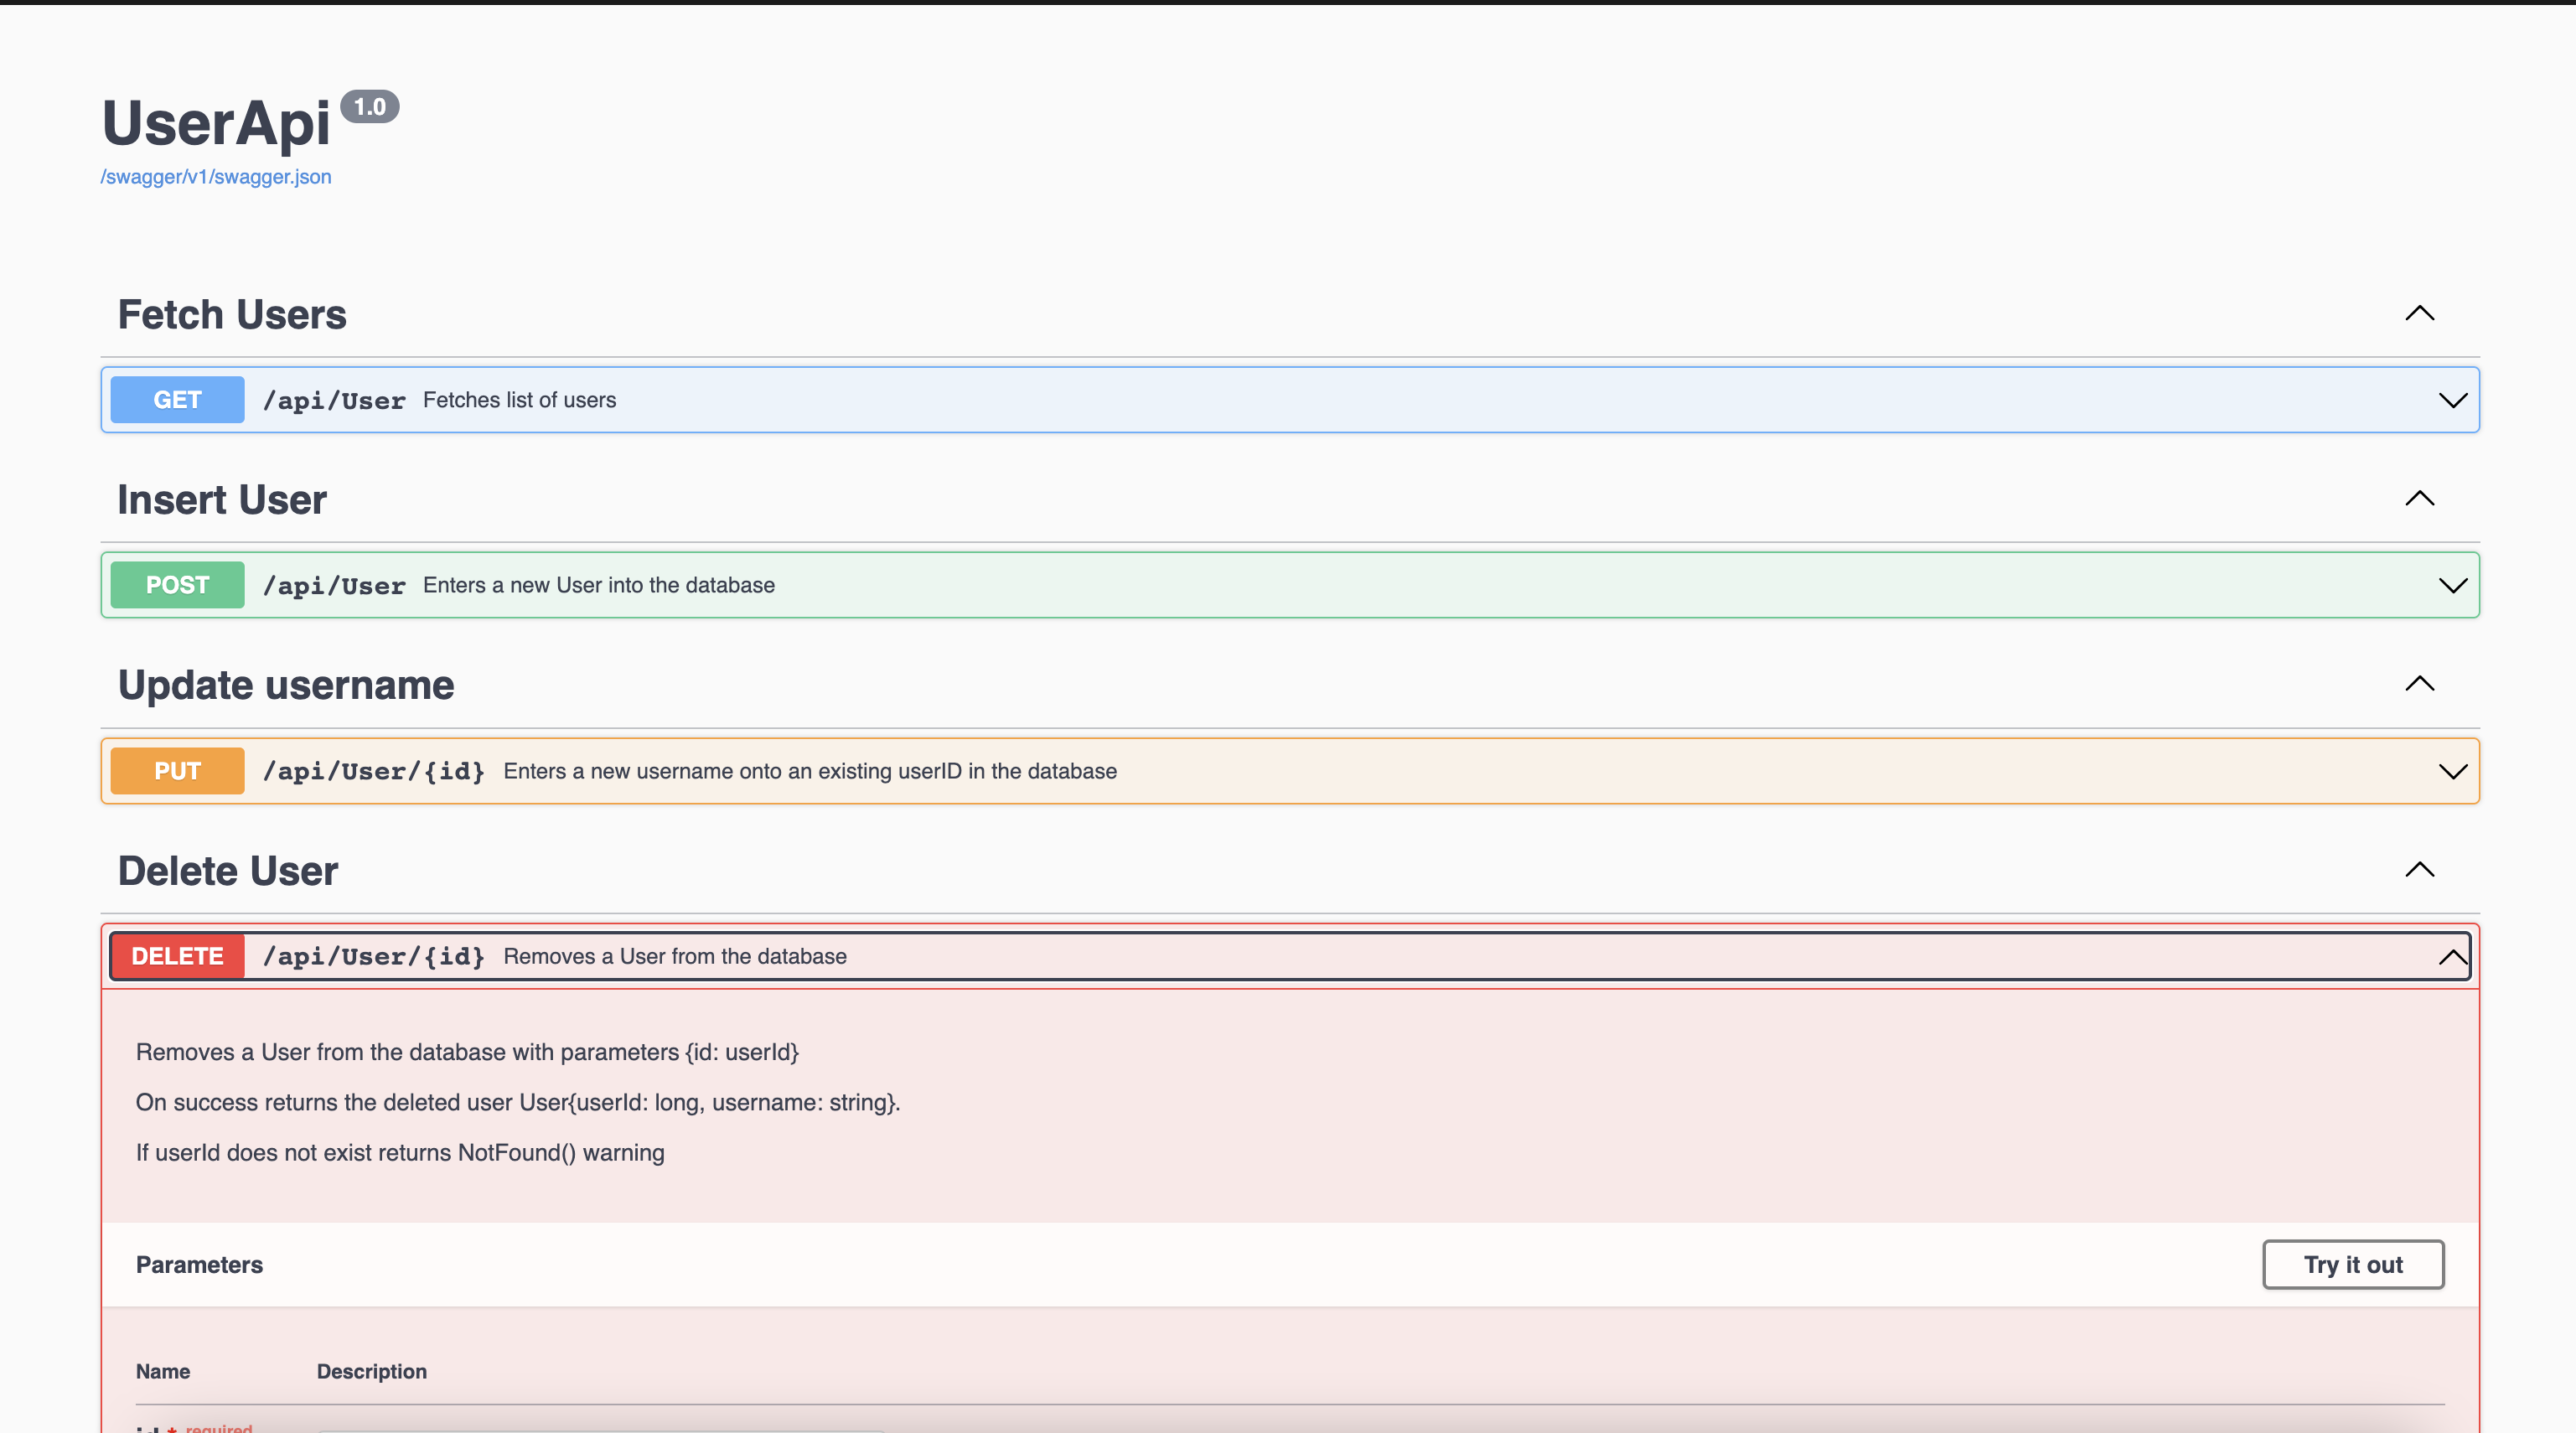 UserApi 1.0
/swagger/v1/swagger.json
Fetch Users
GET /api/User Fetches list of users
Insert User
POST /api/User Enters a new User into the database
Update username
PUT /api/User/{id} Enters a new username onto an existing userID in the database
Delete User
DELETE /api/User/{id} Removes a User from the database
Removes a User from the database with parameters {id: userId}
On success returns the deleted user User{userId: long, username: string}.
If userId does not exist returns NotFound() warning
Parameters Try it out
Name Description
id * required